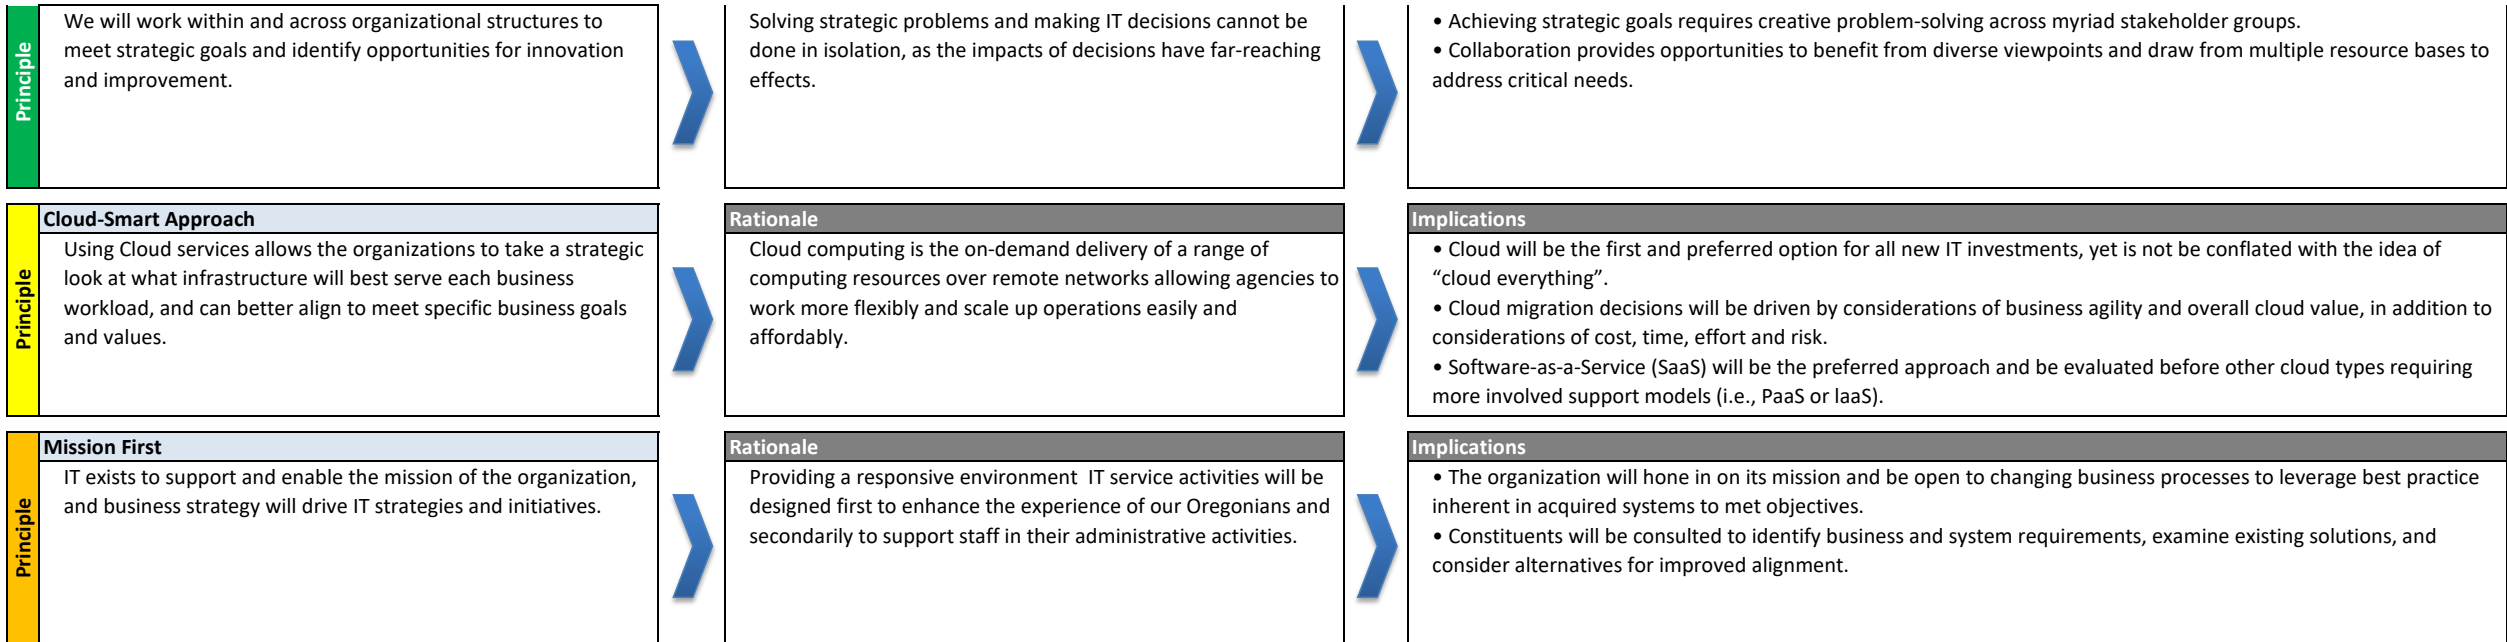 Principle
We will work within and across organizational structures to
meet strategic goals and identify opportunities for innovation
and improvement.
Solving strategic problems and making IT decisions cannot be
done in isolation, as the impacts of decisions have far-reaching
effects.
• Achieving strategic goals requires creative problem-solving across myriad stakeholder groups.
• Collaboration provides opportunities to benefit from diverse viewpoints and draw from multiple resource bases to
address critical needs.
Principle
Cloud-Smart Approach
Using Cloud services allows the organizations to take a strategic
look at what infrastructure will best serve each business
workload, and can better align to meet specific business goals
and values.
Rationale
Cloud computing is the on-demand delivery of a range of
computing resources over remote networks allowing agencies to
work more flexibly and scale up operations easily and
affordably.
Implications
• Cloud will be the first and preferred option for all new IT investments, yet is not be conflated with the idea of
“cloud everything”.
• Cloud migration decisions will be driven by considerations of business agility and overall cloud value, in addition to
considerations of cost, time, effort and risk.
• Software-as-a-Service (SaaS) will be the preferred approach and be evaluated before other cloud types requiring
more involved support models (i.e., PaaS or laaS).
Principle
Mission First
IT exists to support and enable the mission of the organization,
and business strategy will drive IT strategies and initiatives.
Rationale
Providing a responsive environment  IT service activities will be
designed first to enhance the experience of our Oregonians and
secondarily to support staff in their administrative activities.
Implications
• The organization will hone in on its mission and be open to changing business processes to leverage best practice
inherent in acquired systems to met objectives.
• Constituents will be consulted to identify business and system requirements, examine existing solutions, and
consider alternatives for improved alignment.